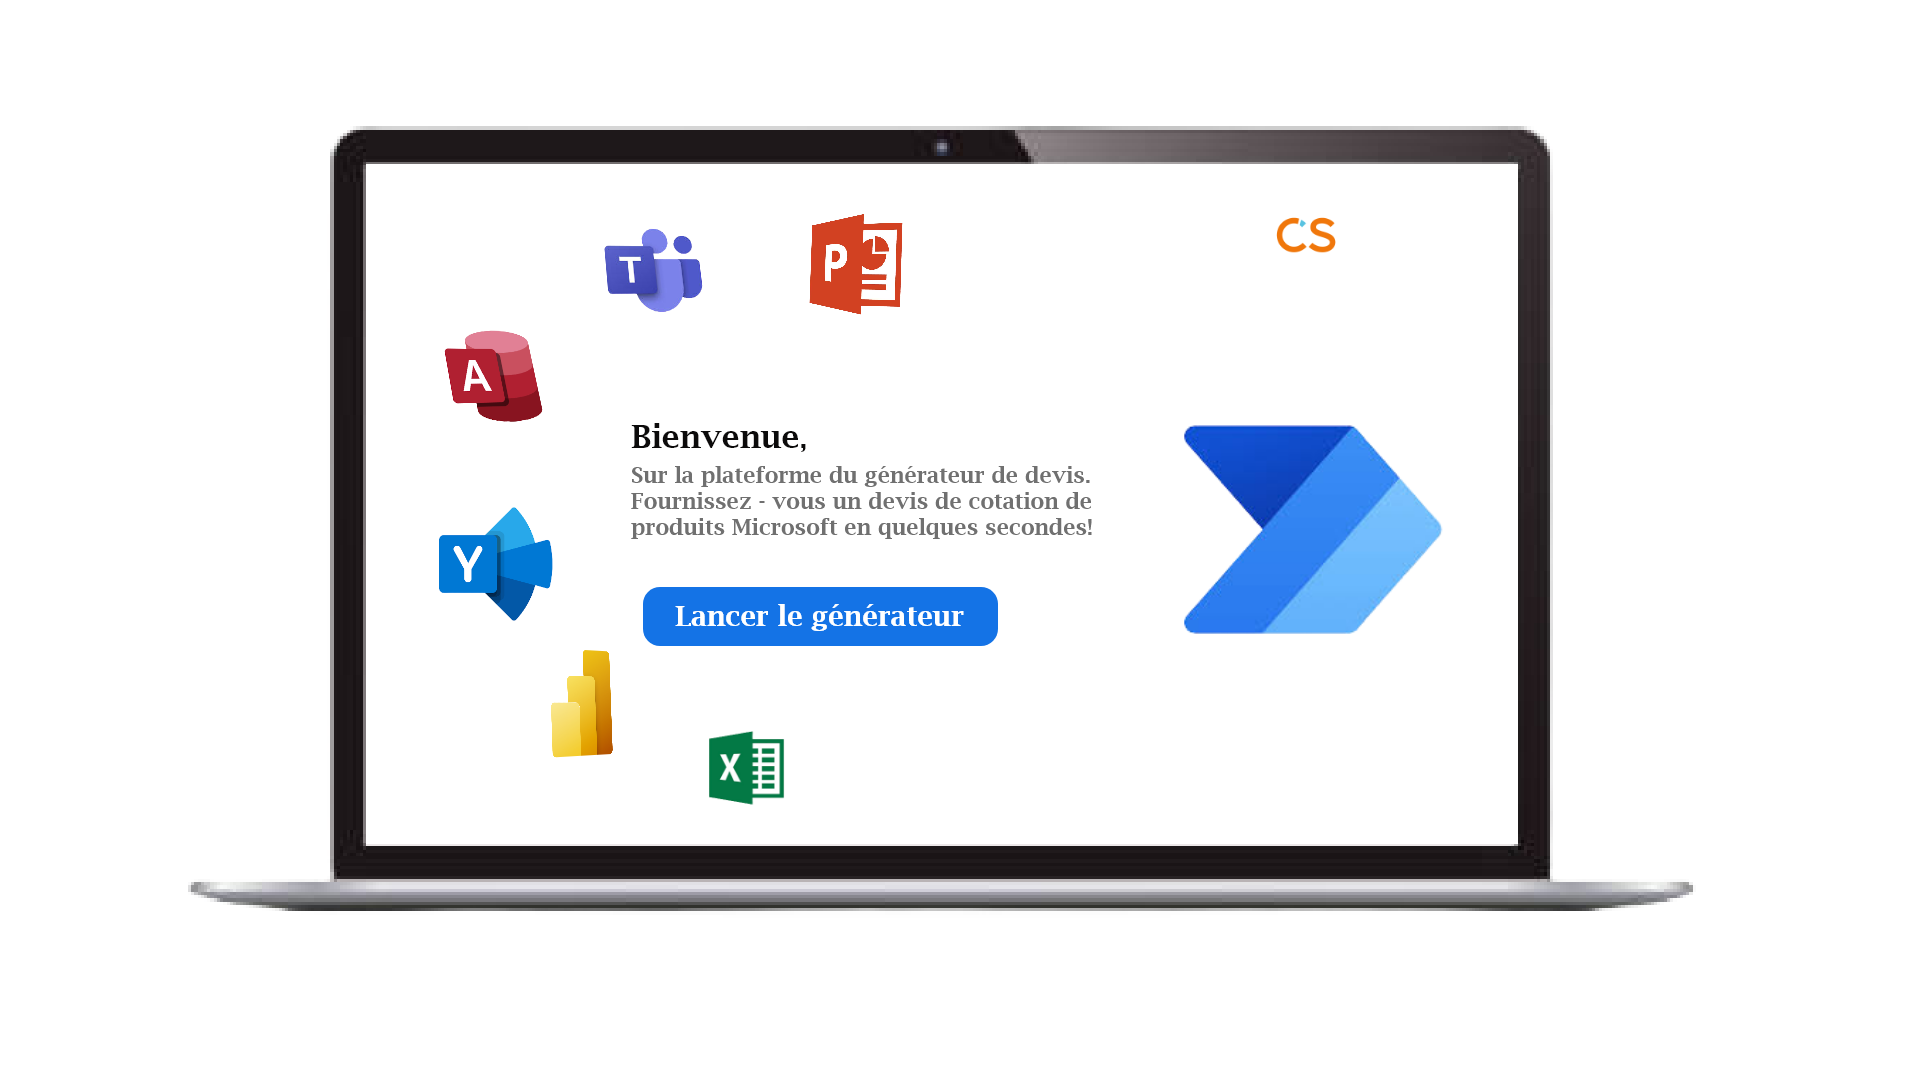 CS
T
P
A
Bienvenue,
Sur la plateforme du générateur de devis.
Fournissez - vous un devis de cotation de
produits Microsoft en quelques secondes!
Y
Lancer le générateur
X